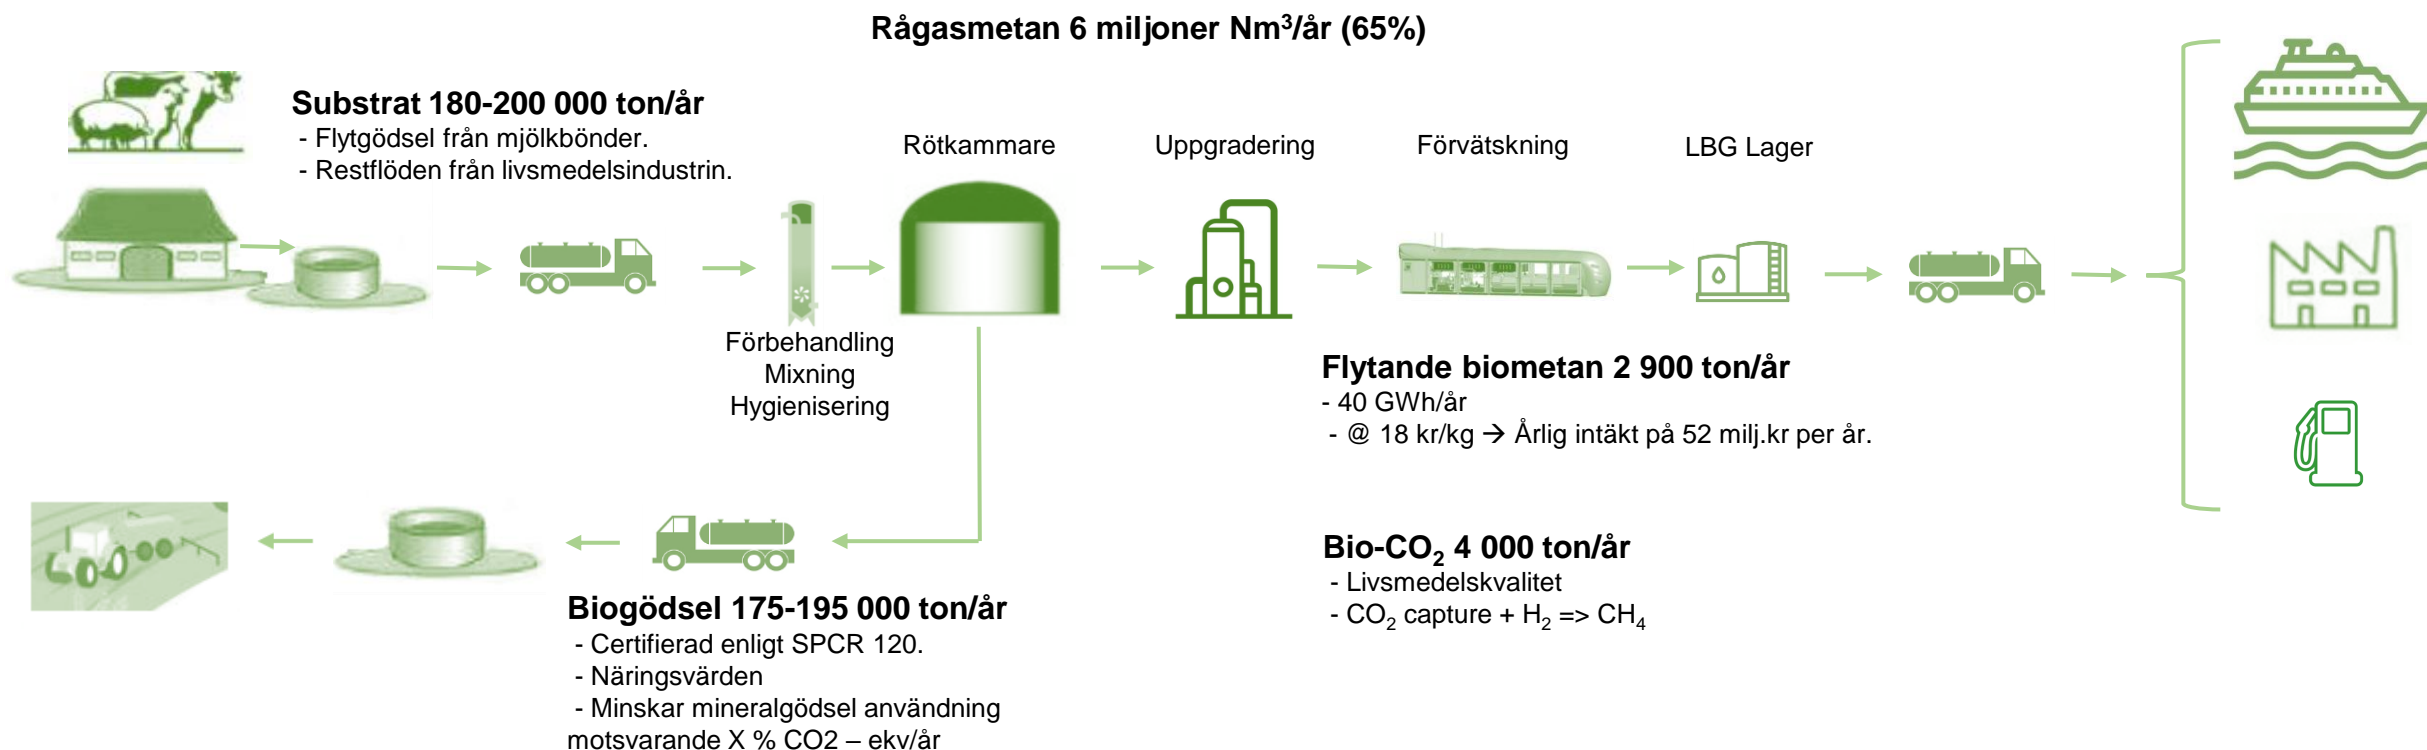 Rågasmetan 6 miljoner Nm³/år (65%)
Substrat 180-200 000 ton/år
- Flytgödsel från mjölkbönder.
- Restflöden från livsmedelsindustrin.
Rötkammare
Uppgradering
Förvätskning
LBG Lager
Förbehandling
Mixning
Hygienisering
Flytande biometan 2 900 ton/år
- 40 GWh/år
- @ 18 kr/kg → Årlig intäkt på 52 milj.kr per år.
Bio-CO₂ 4 000 ton/år
- Livsmedelskvalitet
- CO₂ capture + H₂ => CH₄
Biogödsel 175-195 000 ton/år
- Certifierad enligt SPCR 120.
- Näringsvärden
- Minskar mineralgödsel användning
motsvarande X % CO2 – ekv/år